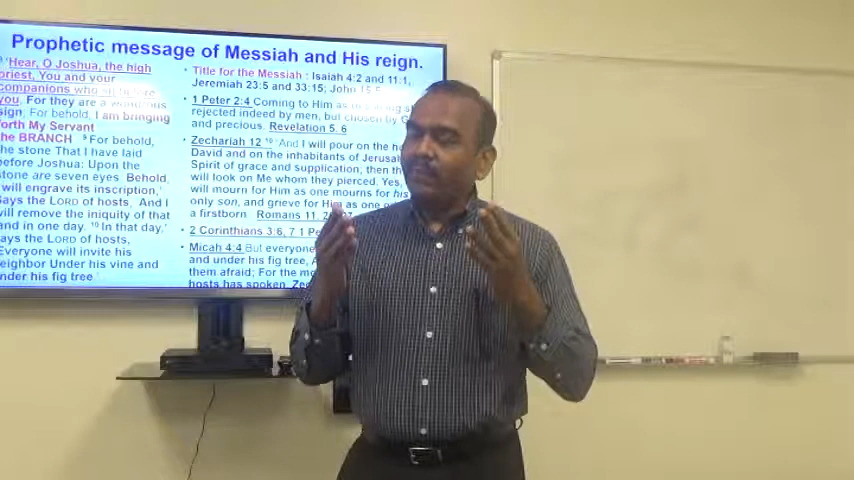 Prophetic message of Messiah and His reign.
'Hear, O Joshua, the high
priest, You and your
companions who sit before
you, For they are a wondrous
sign; For behold, I am bringing
forth My Servant
the BRANCH. 9 For behold,
the stone That I have laid
before Joshua: Upon the
stone are seven eyes. Behold,
I will engrave its inscription,'
Says the LORD of hosts, 'And I
will remove the iniquity of that
land in one day. 10 In that day,'
says the LORD of hosts,
'Everyone will invite his
neighbor Under his vine and
under his fig tree.'
• Title for the Messiah : Isaiah 4:2 and 11:1,
Jeremiah 23:5 and 33:15; John 15:5
• 1 Peter 2:4 Coming to Him as
rejected indeed by men, but chosen by
and precious. Revelation 5. 6
• Zechariah 12 10 "And I will pour on the
David and on the inhabitants of
Spirit of grace and supplication; then
will look on Me whom they pierced. Yes,
will mourn for Him as one mourns for his
only son, and grieve for Him as one
a firstborn. Romans 11.
• 2 Corinthians 3:6, 7 1
• Micah 4:4 But everyone
and under his fig tree,
them afraid; For the
hosts has spoken.